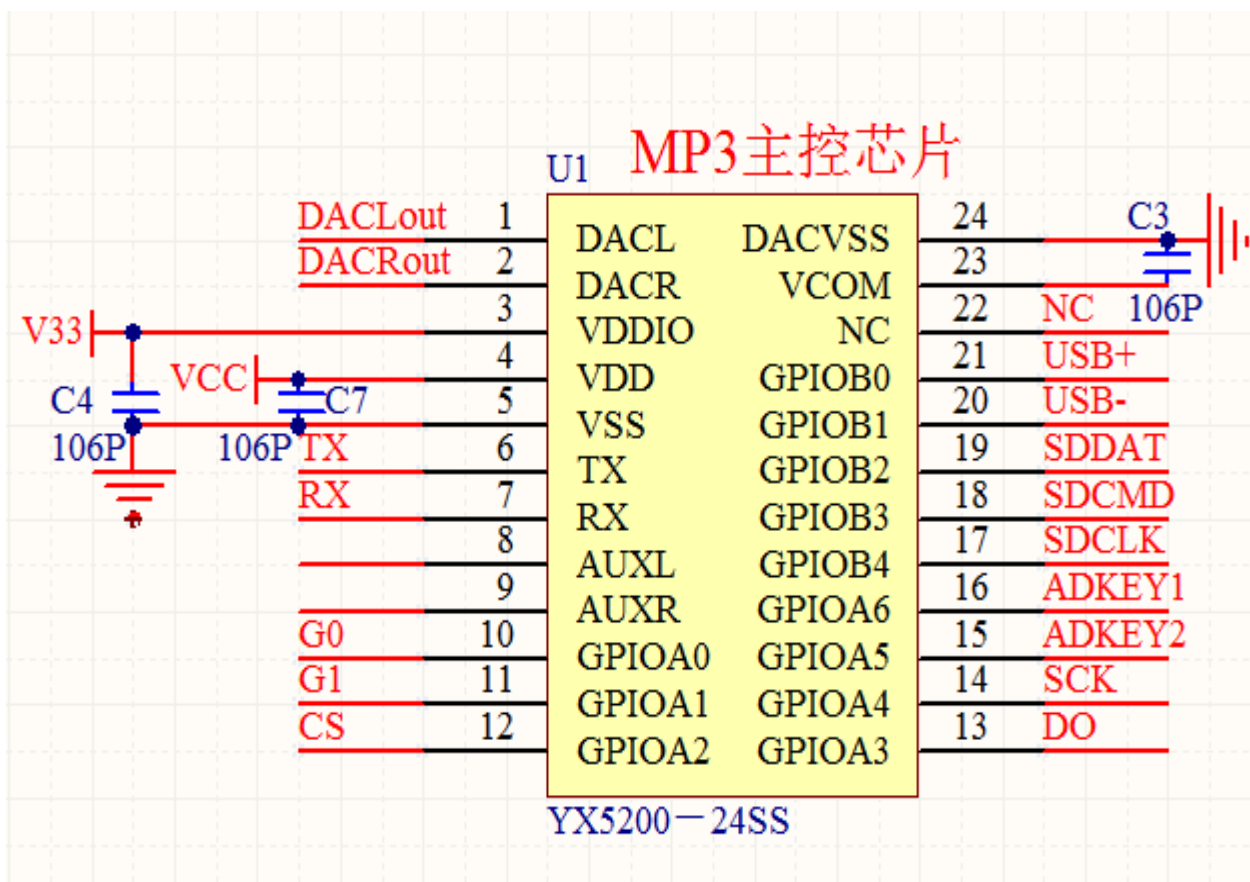 MP3主控芯片
U1
DACLout 1 DACL DACVSS 24 C3
DACRout 2 DACR VCOM 23 106P
V33 3 VDDIO NC 22 NC
VCC 4 VDD GPIOB0 21 USB+
C4 C7 5 VSS GPIOB1 20 USB-
106P 106P TX 6 TX GPIOB2 19 SDDAT
RX 7 RX GPIOB3 18 SDCMD
8 AUXL GPIOB4 17 SDCLK
9 AUXR GPIOA6 16 ADKEY1
G0 10 GPIOA0 GPIOA5 15 ADKEY2
G1 11 GPIOA1 GPIOA4 14 SCK
CS 12 GPIOA2 GPIOA3 13 DO
YX5200－24SS